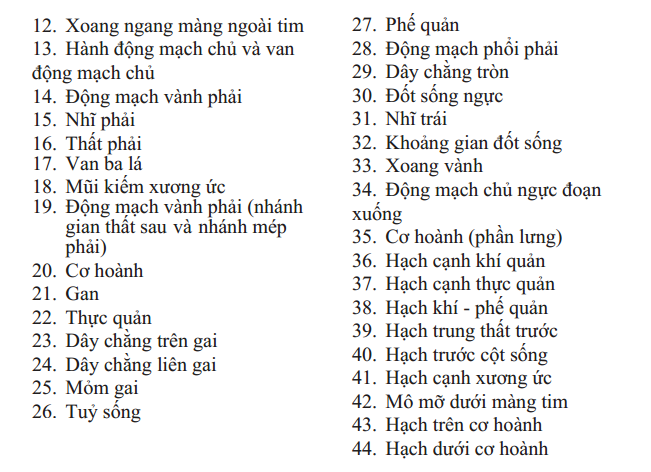 12. Xoang ngang màng ngoài tim
13. Hành động mạch chủ và van
động mạch chủ
14. Động mạch vành phải
15. Nhĩ phải
16. Thất phải
17. Van ba lá
18. Mũi kiếm xương ức
19. Động mạch vành phải (nhánh
gian thất sau và nhánh mép
phải)
20. Cơ hoành
21. Gan
22. Thực quản
23. Dây chằng trên gai
24. Dây chằng liên gai
25. Mỏm gai
26. Tuỷ sống
27. Phế quản
28. Động mạch phổi phải
29. Dây chằng tròn
30. Đốt sống ngực
31. Nhĩ trái
32. Khoảng gian đốt sống
33. Xoang vành
34. Động mạch chủ ngực đoạn
xuống
35. Cơ hoành (phần lưng)
36. Hạch cạnh khí quản
37. Hạch cạnh thực quản
38. Hạch khí - phế quản
39. Hạch trung thất trước
40. Hạch trước cột sống
41. Hạch cạnh xương ức
42. Mô mỡ dưới màng tim
43. Hạch trên cơ hoành
44. Hạch dưới cơ hoành